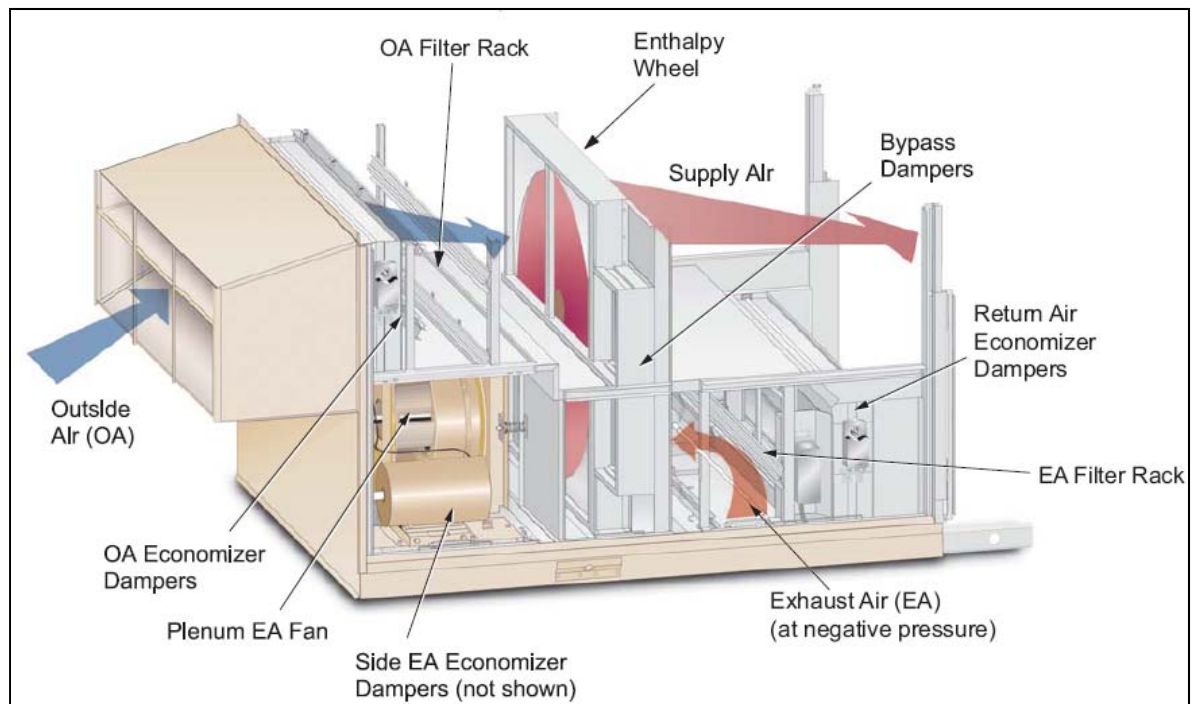 OA Filter Rack
Enthalpy
Wheel
Supply Air
Bypass
Dampers
Return Air
Economizer
Dampers
Outside
Air (OA)
EA Filter Rack
OA Economizer
Dampers
Exhaust Air (EA)
(at negative pressure)
Plenum EA Fan
Side EA Economizer
Dampers (not shown)